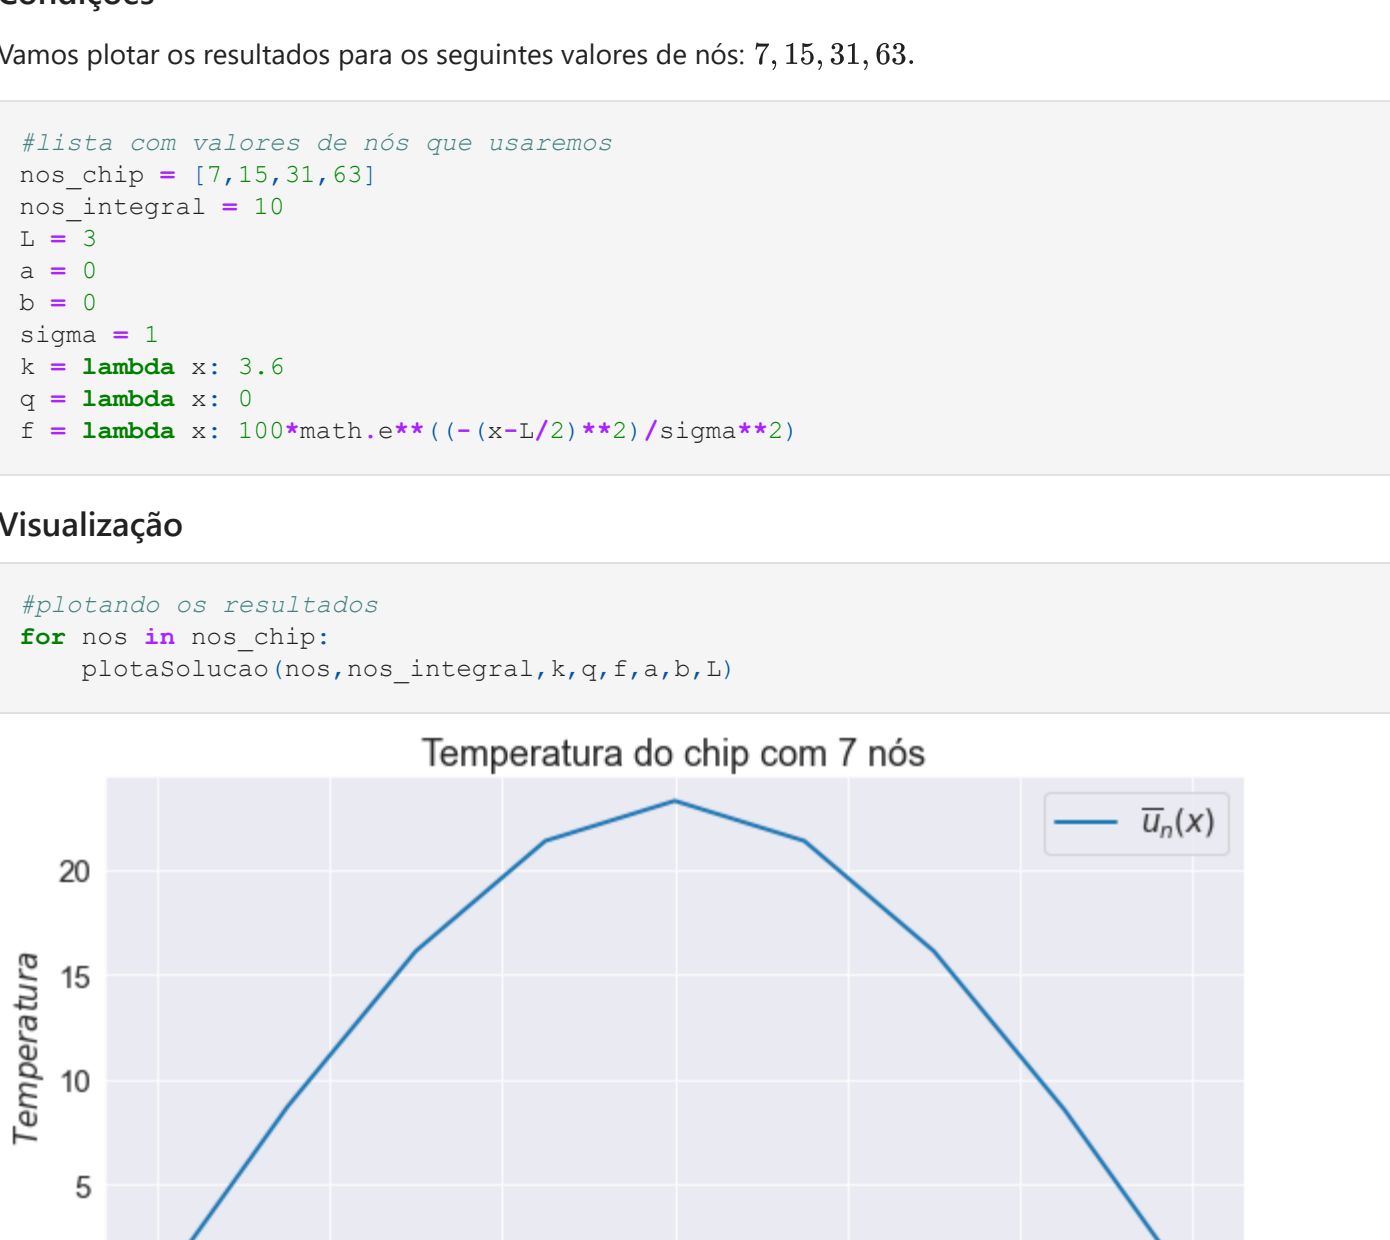 Condições
Vamos plotar os resultados para os seguintes valores de nós: 7, 15, 31, 63.
#lista com valores de nós que usaremos
nos_chip = [7,15,31,63]
nos_integral = 10
L = 3
a = 0
b = 0
sigma = 1
k = lambda x: 3.6
q = lambda x: 0
f = lambda x: 100*math.e**((-(x-L/2)**2)/sigma**2)
Visualização
#plotando os resultados
for nos in nos_chip:
    plotaSolucao(nos,nos_integral,k,q,f,a,b,L)
Temperatura do chip com 7 nós
u̅ₙ(x)
Temperatura
20
15
10
5